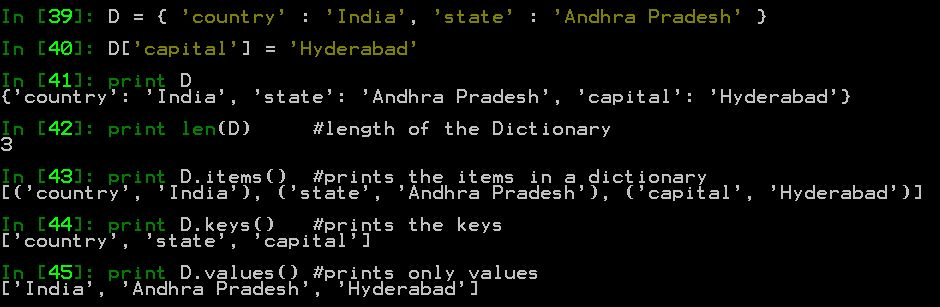 In [39]: D = { 'country' : 'India', 'state' : 'Andhra Pradesh' }
In [40]: D['capital'] = 'Hyderabad'
In [41]: print D
{'country': 'India', 'state': 'Andhra Pradesh', 'capital': 'Hyderabad'}
In [42]: print len(D)     #length of the Dictionary
3
In [43]: print D.items()  #prints the items in a dictionary
[('country', 'India'), ('state', 'Andhra Pradesh'), ('capital', 'Hyderabad')]
In [44]: print D.keys()   #prints the keys
['country', 'state', 'capital']
In [45]: print D.values() #prints only values
['India', 'Andhra Pradesh', 'Hyderabad']